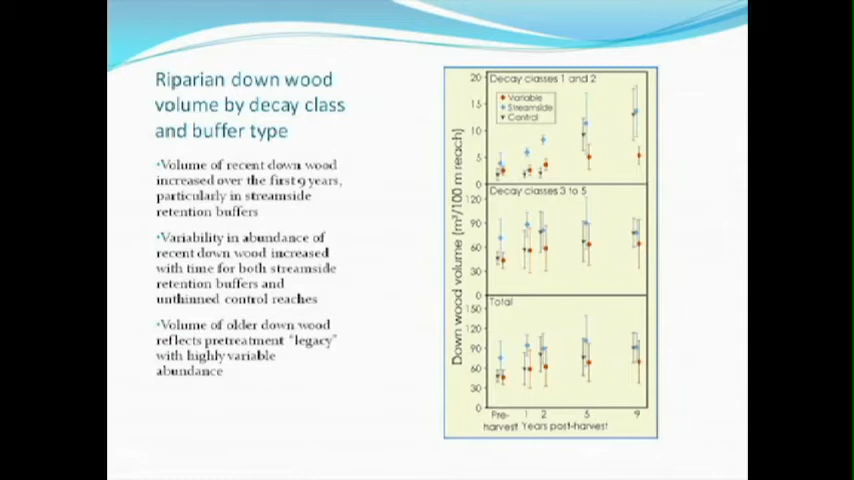 Riparian down wood
volume by decay class
and buffer type
•Volume of recent down wood
increased over the first 9 years,
particularly in streamside
retention buffers
•Variability in abundance of
recent down wood increased
with time for both streamside
retention buffers and
unthinned control reaches
•Volume of older down wood
reflects pretreatment "legacy"
with highly variable
abundance
Down wood volume (m³/100 m reach)
Decay classes 1 and 2
Variable
Streamside
Control
20
15
10
5
0
Decay classes 3 to 5
120
90
60
30
0
Total
150
120
90
60
30
0
Pre- 1 2 5 9
harvest Years post-harvest